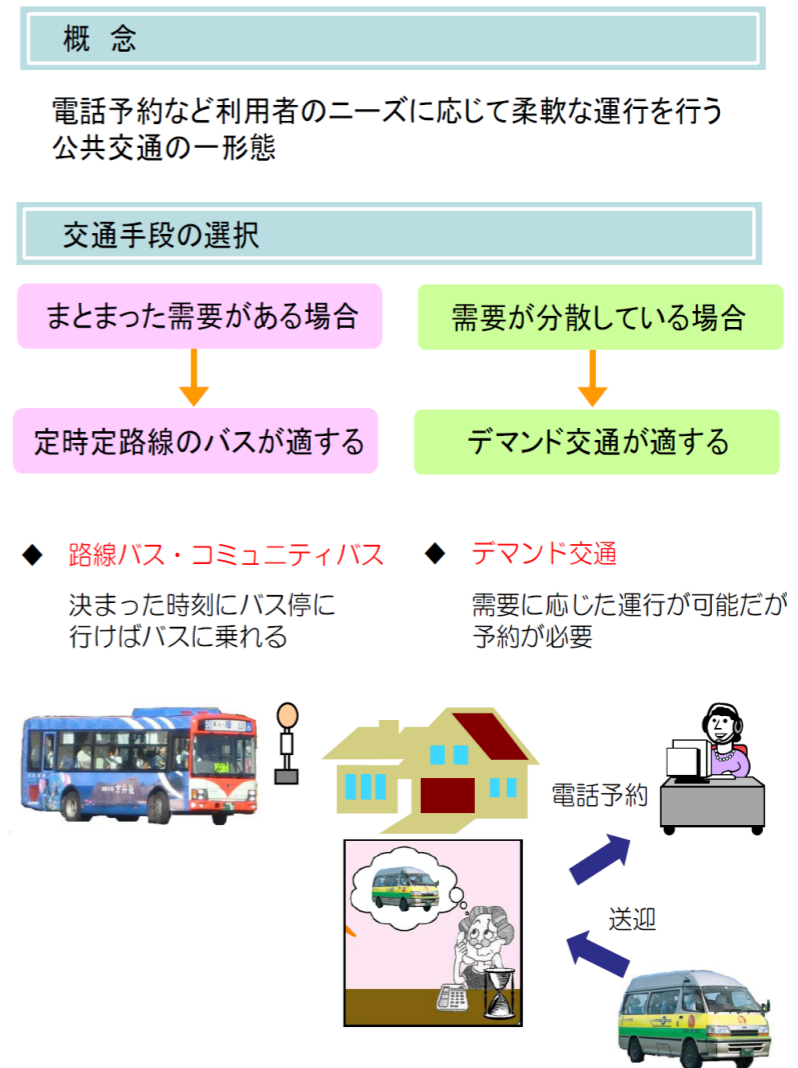 概 念
電話予約など利用者のニーズに応じて柔軟な運行を行う
公共交通の一形態
交通手段の選択
まとまった需要がある場合
定時定路線のバスが適する
需要が分散している場合
デマンド交通が適する
◆ 路線バス・コミュニティバス
決まった時刻にバス停に
行けばバスに乗れる
◆ デマンド交通
需要に応じた運行が可能だが
予約が必要
電話予約
送迎